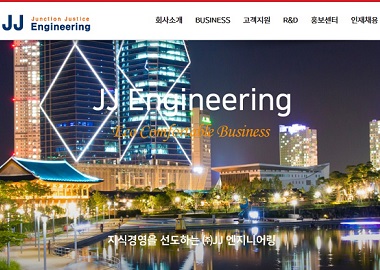 JJ Junction Justice
Engineering
회사소개 BUSINESS 고객지원 R&D 홍보센터 인재채용
JJ Engineering
Eco Comfortable Business
지식경영을 선도하는 ㈜JJ 엔지니어링